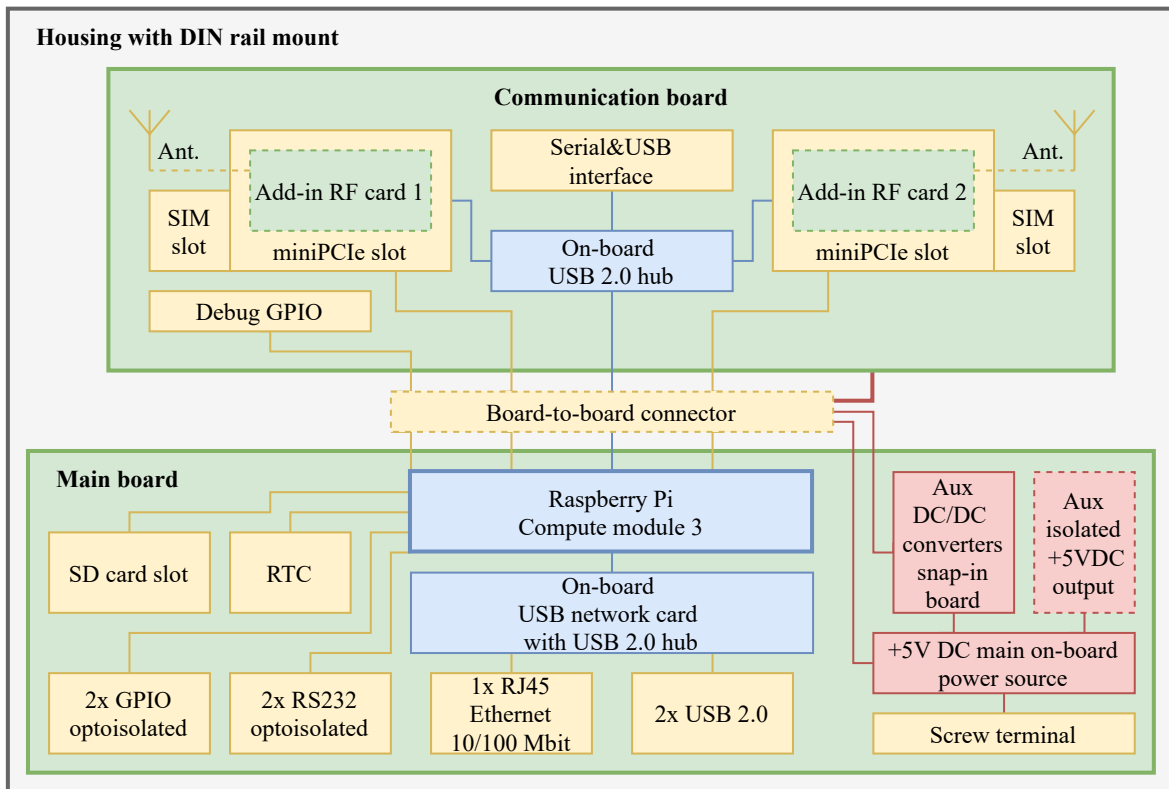 Housing with DIN rail mount
Communication board
Ant.
Add-in RF card 1
miniPCIe slot
SIM
slot
Serial&USB
interface
On-board
USB 2.0 hub
Ant.
Add-in RF card 2
miniPCIe slot
SIM
slot
Debug GPIO
Board-to-board connector
Main board
Raspberry Pi
Compute module 3
SD card slot
RTC
On-board
USB network card
with USB 2.0 hub
Aux
DC/DC
converters
snap-in
board
Aux
isolated
+5VDC
output
+5V DC main on-board
power source
2x GPIO
optoisolated
2x RS232
optoisolated
1x RJ45
Ethernet
10/100 Mbit
2x USB 2.0
Screw terminal